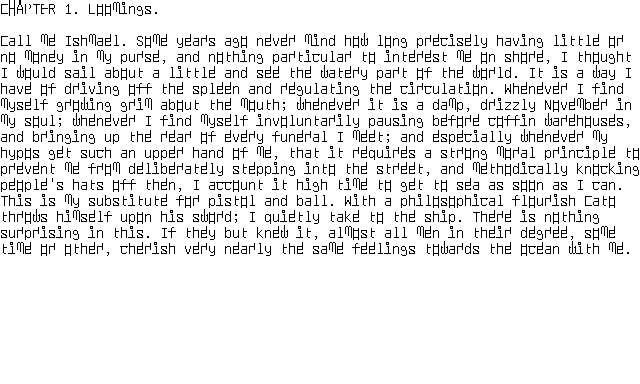 CHAPTER 1. Loomings.
Call me Ishmael. Some years ago never mind how long precisely having little or
no money in my purse, and nothing particular to interest me on shore, I thought
I would sail about a little and see the watery part of the world. It is a way I
have of driving off the spleen and regulating the circulation. Whenever I find
myself growing grim about the mouth; whenever it is a damp, drizzly November in
my soul; whenever I find myself involuntarily pausing before coffin warehouses,
and bringing up the rear of every funeral I meet; and especially whenever my
hypos get such an upper hand of me, that it requires a strong moral principle to
prevent me from deliberately stepping into the street, and methodically knocking
people's hats off then, I account it high time to get to sea as soon as I can.
This is my substitute for pistol and ball. With a philosophical flourish Cato
throws himself upon his sword; I quietly take to the ship. There is nothing
surprising in this. If they but knew it, almost all men in their degree, some
time or other, cherish very nearly the same feelings towards the ocean with me.